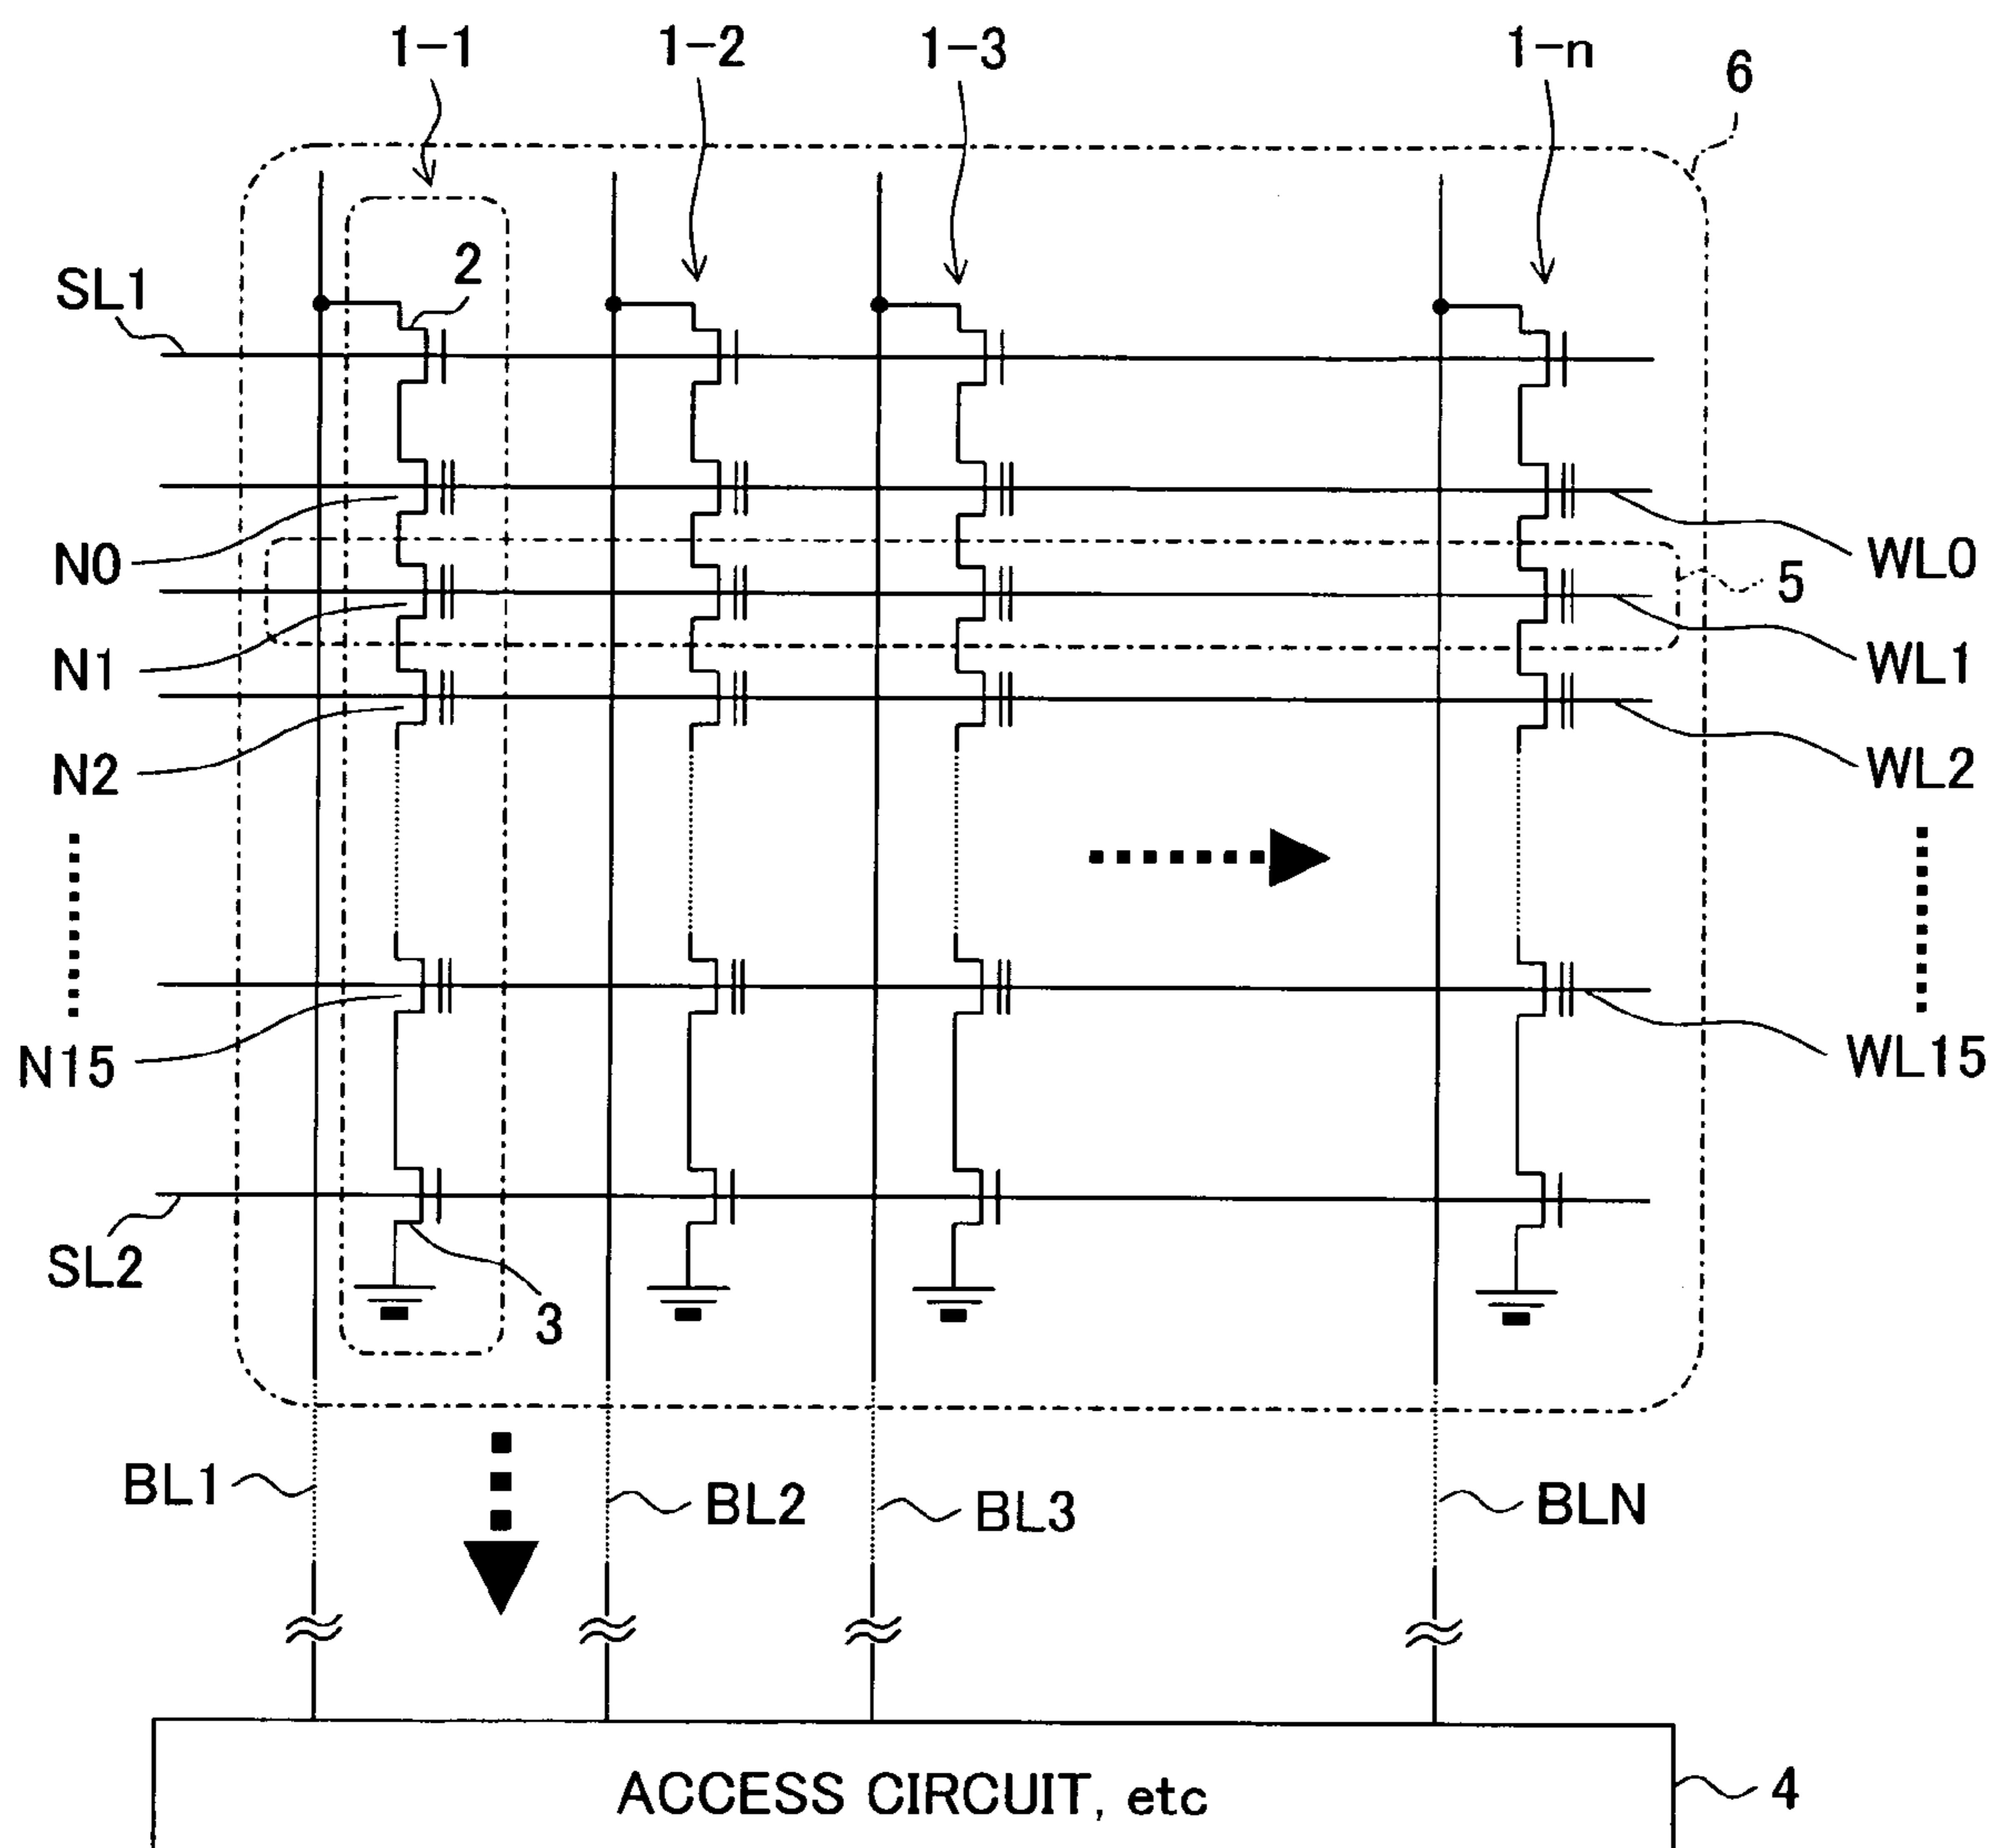 1-1
1-2
1-3
1-n
6
2
SL1
N0
WL0
5
N1
WL1
N2
WL2
N15
WL15
SL2
3
BL1
BL2
BL3
BLN
ACCESS CIRCUIT, etc
4